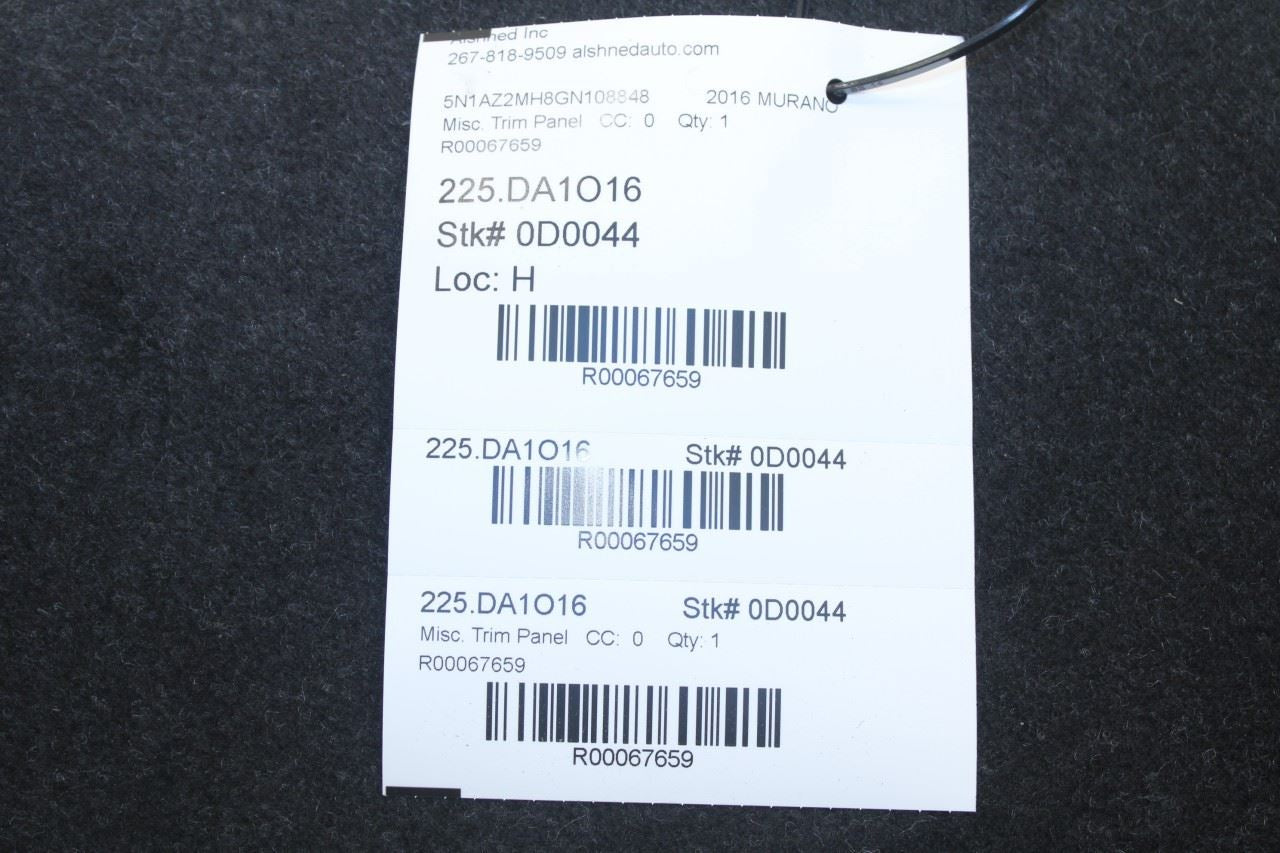 Alshned Inc
267-818-9509 alshnedauto.com
5N1AZ2MH8GN108848 2016 MURANO
Misc. Trim Panel CC: 0 Qty: 1
R00067659
225.DA1O16
Stk# 0D0044
Loc: H
R00067659
225.DA1O16 Stk# 0D0044
R00067659
225.DA1O16 Stk# 0D0044
Misc. Trim Panel CC: 0 Qty: 1
R00067659
R00067659